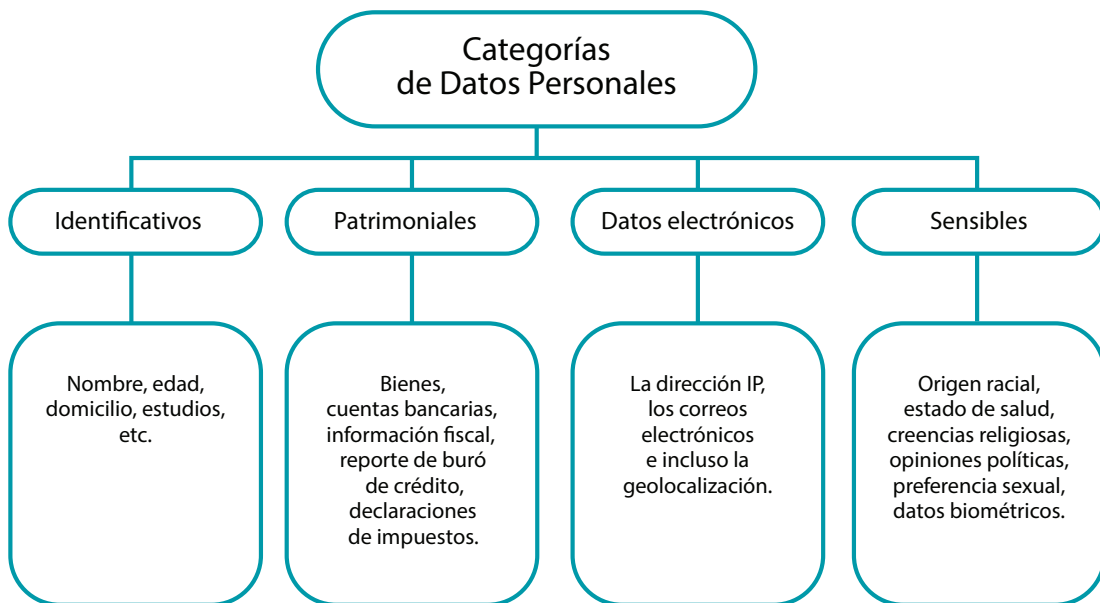 Categorías
de Datos Personales
Identificativos
Patrimoniales
Datos electrónicos
Sensibles
Nombre, edad,
domicilio, estudios,
etc.
Bienes,
cuentas bancarias,
información fiscal,
reporte de buró
de crédito,
declaraciones
de impuestos.
La dirección IP,
los correos
electrónicos
e incluso la
geolocalización.
Origen racial,
estado de salud,
creencias religiosas,
opiniones políticas,
preferencia sexual,
datos biométricos.